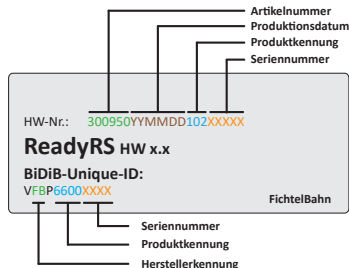 Artikelnummer
Produktionsdatum
Produktkennung
Seriennummer
HW-Nr.: 300950YYMMDD102XXXXX
ReadyRS HW x.x
BiDiB-Unique-ID:
VFBP6600XXXX
FichtelBahn
Seriennummer
Produktkennung
Herstellerkennung